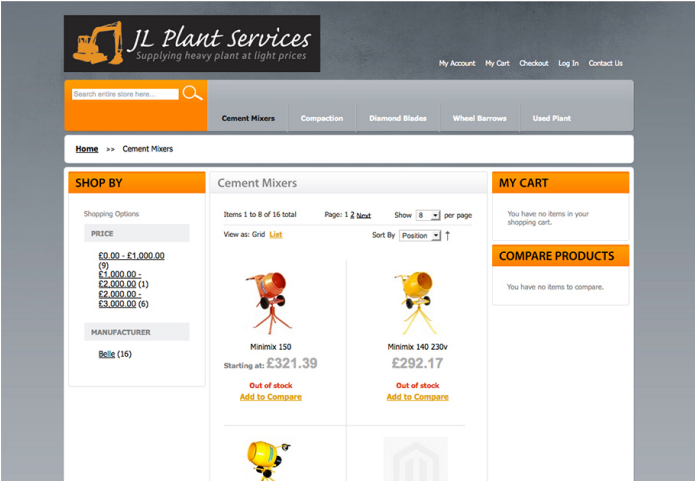 JL Plant Services
Supplying heavy plant at light prices
My Account My Cart Checkout Log In Contact Us
Search entire store here...
Cement Mixers Compaction Diamond Blades Wheel Barrows Used Plant
Home >> Cement Mixers
SHOP BY
Shopping Options
PRICE
£0.00 - £1,000.00
(9)
£1,000.00 -
£2,000.00 (1)
£2,000.00 -
£3,000.00 (6)
MANUFACTURER
Belle (16)
Cement Mixers
Items 1 to 8 of 16 total Page: 1 2 Next Show 8 per page
View as: Grid List Sort By Position
Minimix 150
Starting at: £321.39
Out of stock
Add to Compare
Minimix 140 230v
£292.17
Out of stock
Add to Compare
MY CART
You have no items in your
shopping cart.
COMPARE PRODUCTS
You have no items to compare.